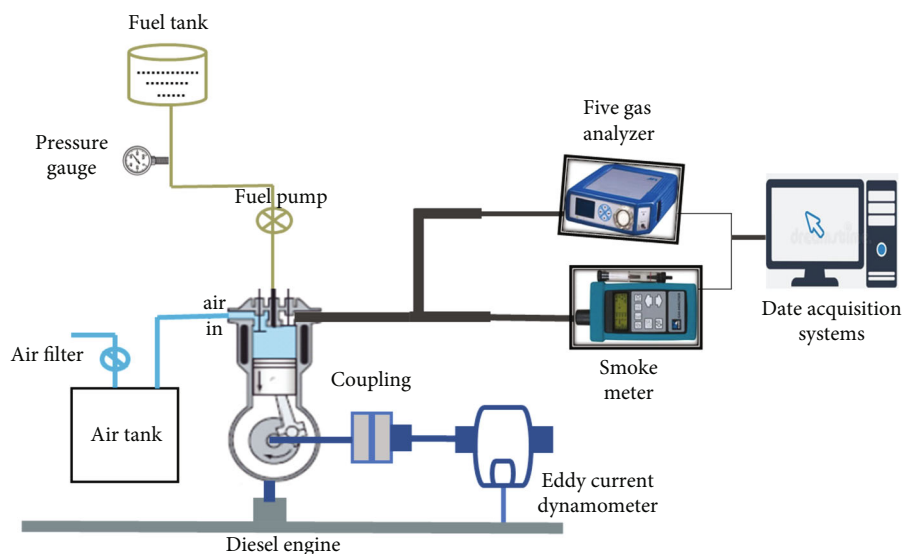 Fuel tank
Pressure
gauge
Fuel pump
air
in
Air filter
Air tank
Coupling
Diesel engine
Eddy current
dynamometer
Five gas
analyzer
Smoke
meter
Date acquisition
systems